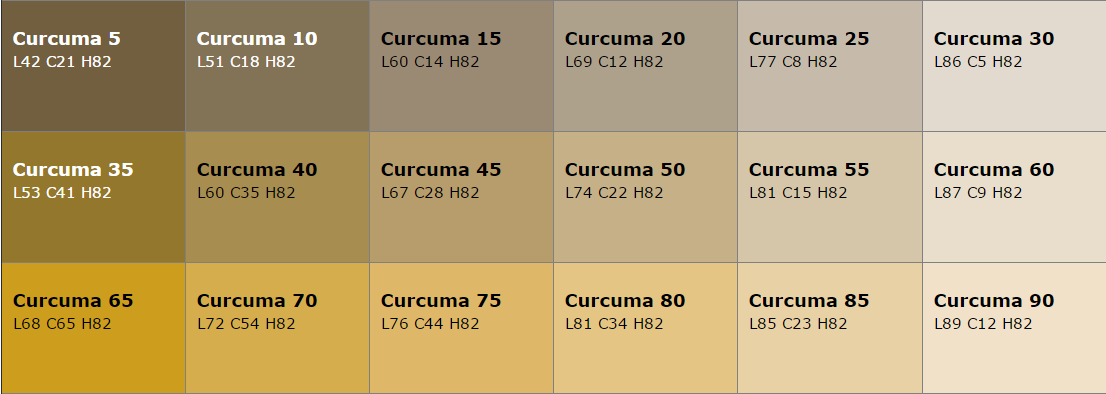 Curcuma 5
L42 C21 H82
Curcuma 10
L51 C18 H82
Curcuma 15
L60 C14 H82
Curcuma 20
L69 C12 H82
Curcuma 25
L77 C8 H82
Curcuma 30
L86 C5 H82
Curcuma 35
L53 C41 H82
Curcuma 40
L60 C35 H82
Curcuma 45
L67 C28 H82
Curcuma 50
L74 C22 H82
Curcuma 55
L81 C15 H82
Curcuma 60
L87 C9 H82
Curcuma 65
L68 C65 H82
Curcuma 70
L72 C54 H82
Curcuma 75
L76 C44 H82
Curcuma 80
L81 C34 H82
Curcuma 85
L85 C23 H82
Curcuma 90
L89 C12 H82